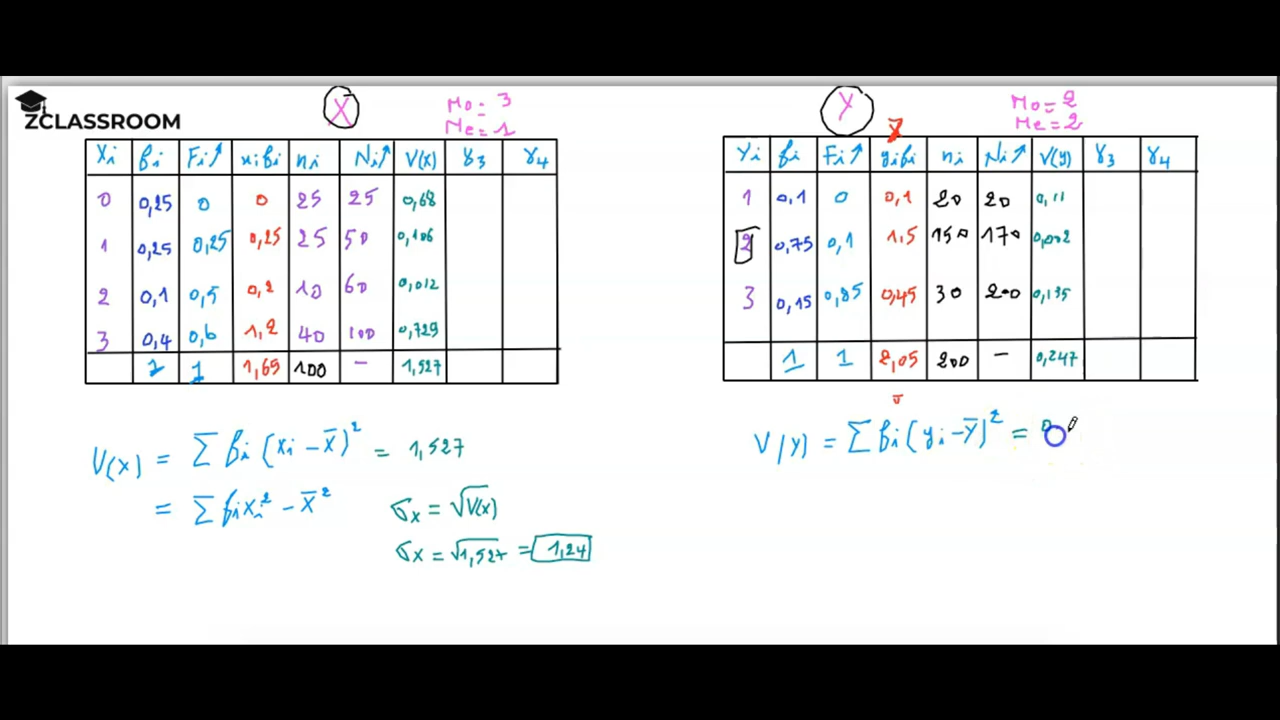 ZCLASSROOM
X
Mo = 3
Me = 1
xi fi Fi↑ xifi ni Ni↑ V(x) γ3 γ4
0 0,25 0 0 25 25 0,68
1 0,25 0,25 0,25 25 50 0,106
2 0,1 0,5 0,2 10 60 0,012
3 0,4 0,6 1,2 40 100 0,729
1 1 1,65 100 – 1,527
V(x) = Σ fi (xi – x̄)² = 1,527
= Σ fi xi² – x̄²
σx = √V(x)
σx = √1,527 = 1,24
Y
Mo = 2
Me = 2
ȳ
yi fi Fi↑ yifi ni Ni↑ V(y) γ3 γ4
1 0,1 0 0,1 20 20 0,11
2 0,75 0,1 1,5 150 170 0,002
3 0,15 0,85 0,45 30 200 0,135
1 1 2,05 200 – 0,247
V(y) = Σ fi (yi – ȳ)² = 0